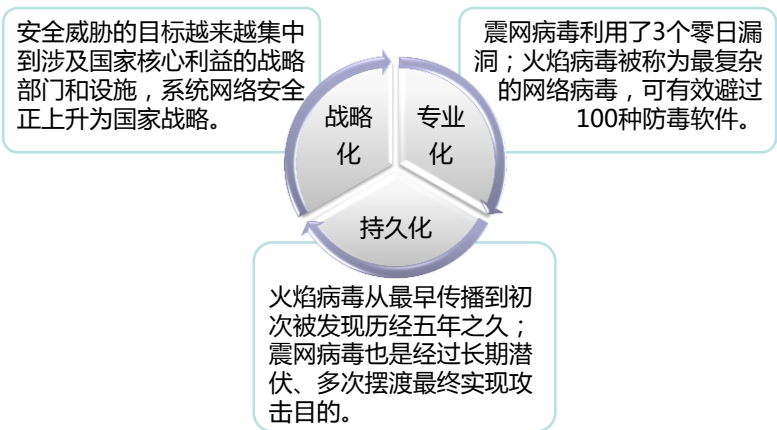 安全威胁的目标越来越集中
到涉及国家核心利益的战略
部门和设施，系统网络安全
正上升为国家战略。
震网病毒利用了3个零日漏
洞；火焰病毒被称为最复杂
的网络病毒，可有效避过
100种防毒软件。
战略
化
专业
化
持久化
火焰病毒从最早传播到初
次被发现历经五年之久；
震网病毒也是经过长期潜
伏、多次摆渡最终实现攻
击目的。